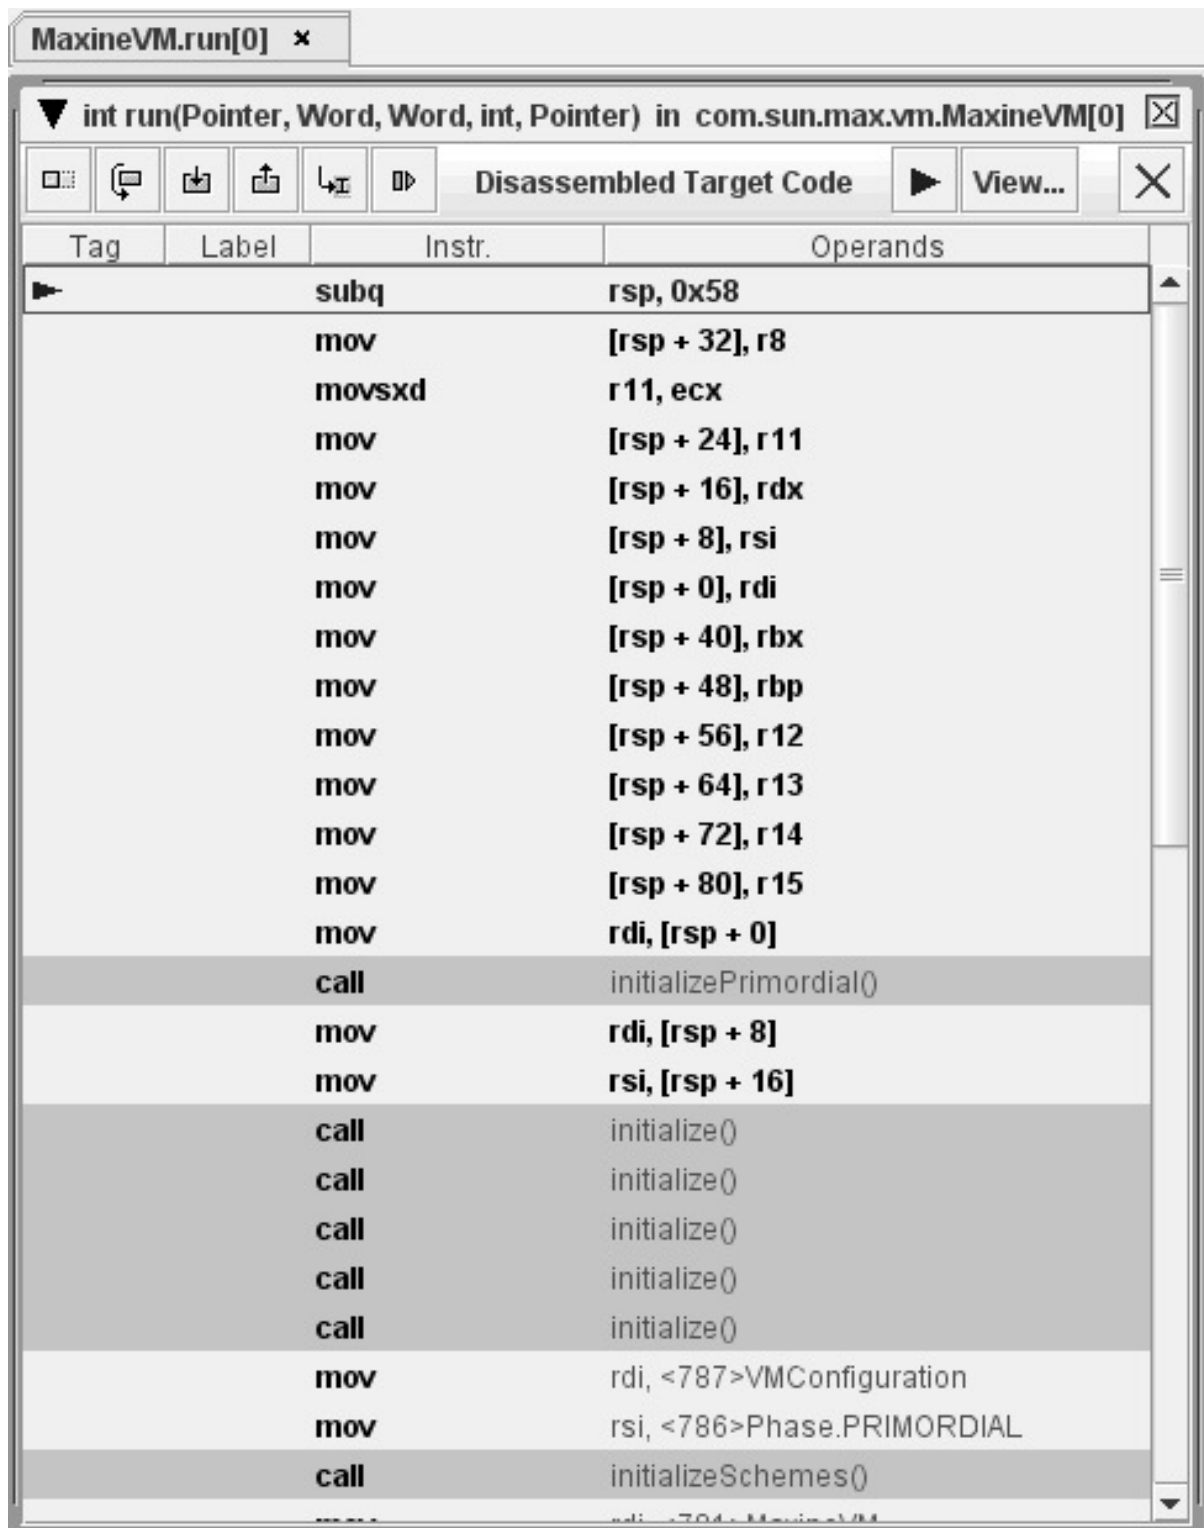 MaxineVM.run[0] ×
int run(Pointer, Word, Word, int, Pointer) in com.sun.max.vm.MaxineVM[0]
Disassembled Target Code View...
Tag Label Instr. Operands
subq rsp, 0x58
mov [rsp + 32], r8
movsxd r11, ecx
mov [rsp + 24], r11
mov [rsp + 16], rdx
mov [rsp + 8], rsi
mov [rsp + 0], rdi
mov [rsp + 40], rbx
mov [rsp + 48], rbp
mov [rsp + 56], r12
mov [rsp + 64], r13
mov [rsp + 72], r14
mov [rsp + 80], r15
mov rdi, [rsp + 0]
call initializePrimordial()
mov rdi, [rsp + 8]
mov rsi, [rsp + 16]
call initialize()
call initialize()
call initialize()
call initialize()
call initialize()
mov rdi, <787>VMConfiguration
mov rsi, <786>Phase.PRIMORDIAL
call initializeSchemes()